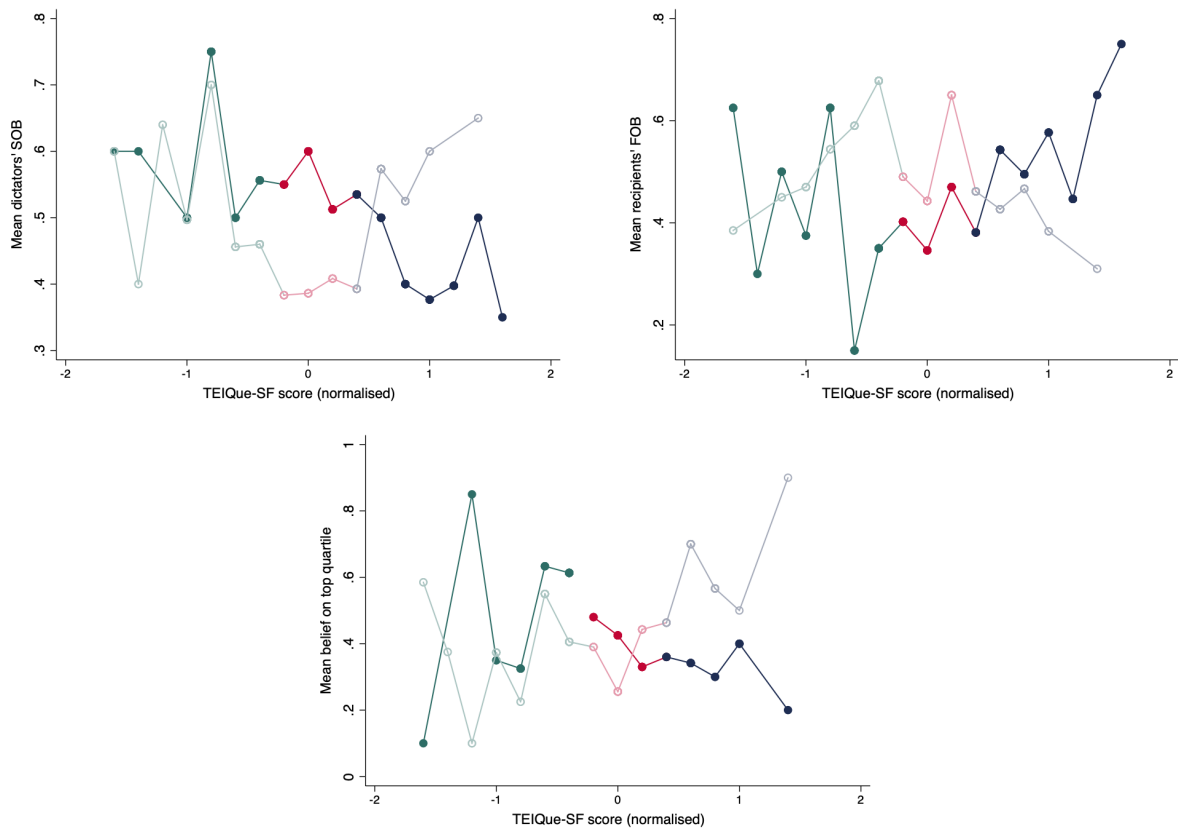 Mean dictators' SOB
.8
.7
.6
.5
.4
.3
-2 -1 0 1 2
TEIQue-SF score (normalised)
Mean recipients' FOB
.8
.6
.4
.2
-2 -1 0 1 2
TEIQue-SF score (normalised)
Mean belief on top quartile
1
.8
.6
.4
.2
0
-2 -1 0 1 2
TEIQue-SF score (normalised)